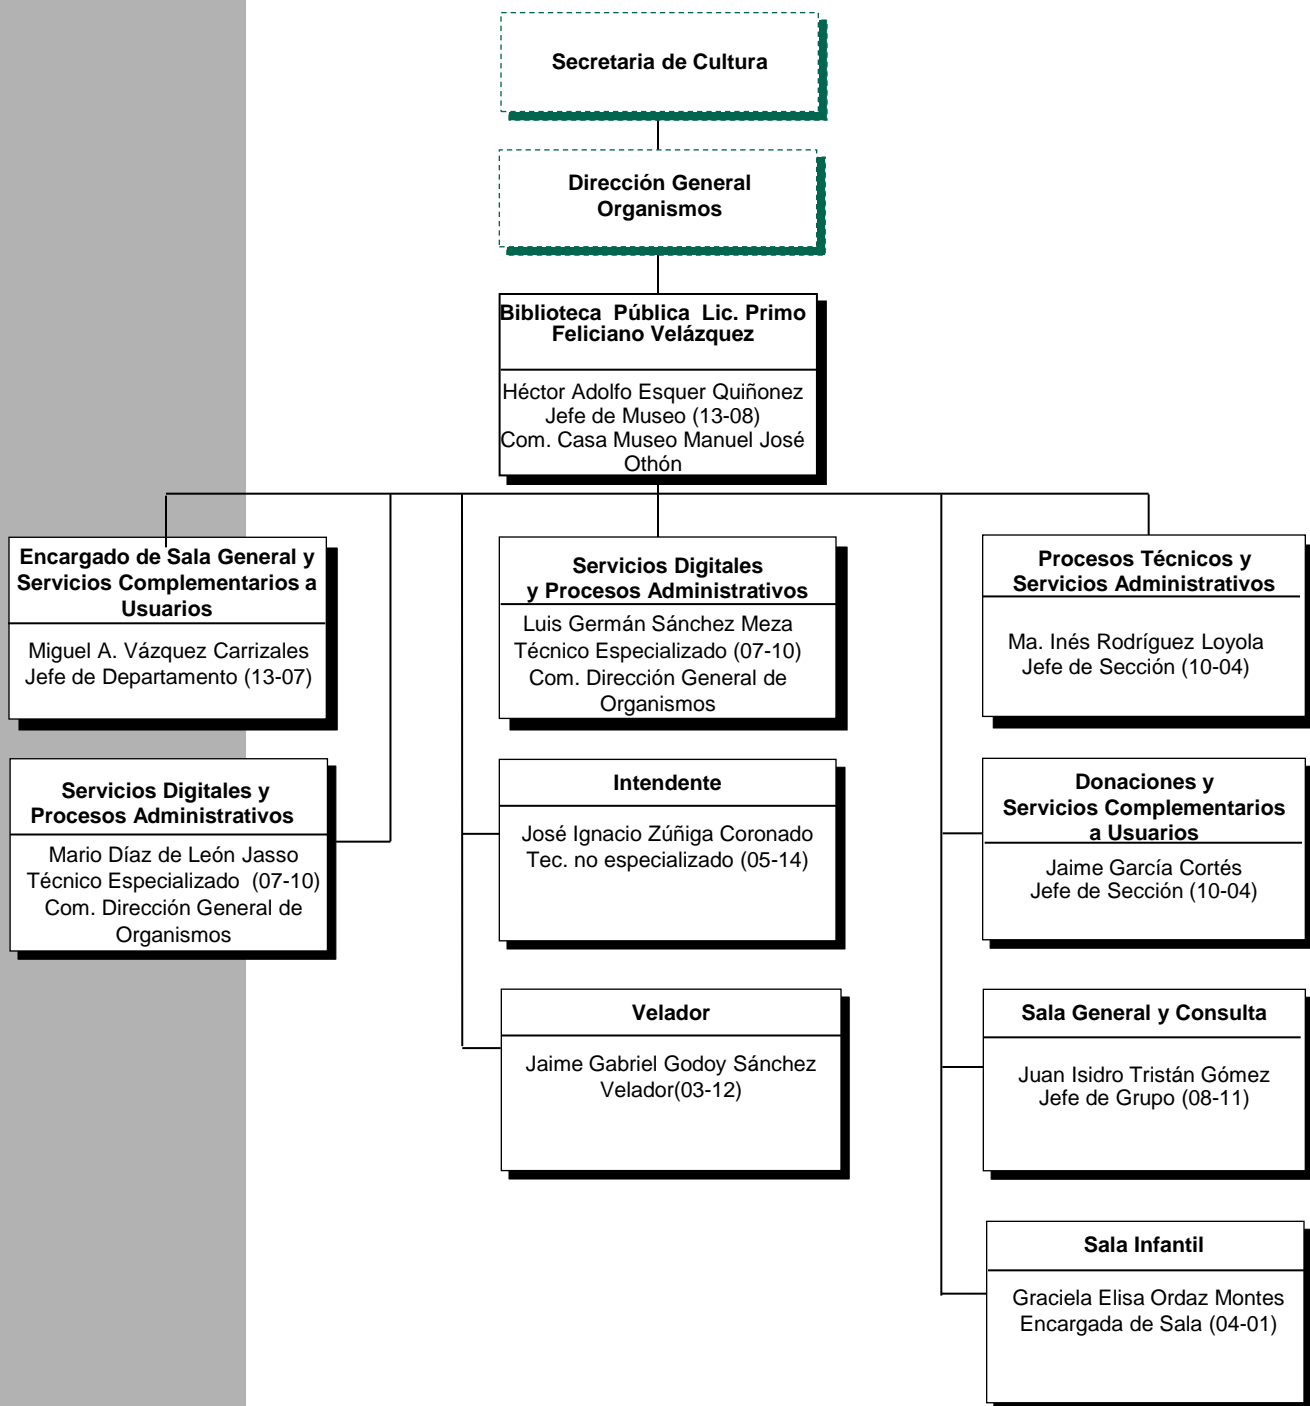 Secretaria de Cultura
Dirección General
Organismos
Biblioteca Pública Lic. Primo
Feliciano Velázquez
Héctor Adolfo Esquer Quiñonez
Jefe de Museo (13-08)
Com. Casa Museo Manuel José
Othón
Encargado de Sala General y
Servicios Complementarios a
Usuarios
Miguel A. Vázquez Carrizales
Jefe de Departamento (13-07)
Servicios Digitales
y Procesos Administrativos
Luis Germán Sánchez Meza
Técnico Especializado (07-10)
Com. Dirección General de
Organismos
Procesos Técnicos y
Servicios Administrativos
Ma. Inés Rodríguez Loyola
Jefe de Sección (10-04)
Servicios Digitales y
Procesos Administrativos
Mario Díaz de León Jasso
Técnico Especializado (07-10)
Com. Dirección General de
Organismos
Intendente
José Ignacio Zúñiga Coronado
Tec. no especializado (05-14)
Donaciones y
Servicios Complementarios
a Usuarios
Jaime García Cortés
Jefe de Sección (10-04)
Velador
Jaime Gabriel Godoy Sánchez
Velador(03-12)
Sala General y Consulta
Juan Isidro Tristán Gómez
Jefe de Grupo (08-11)
Sala Infantil
Graciela Elisa Ordaz Montes
Encargada de Sala (04-01)